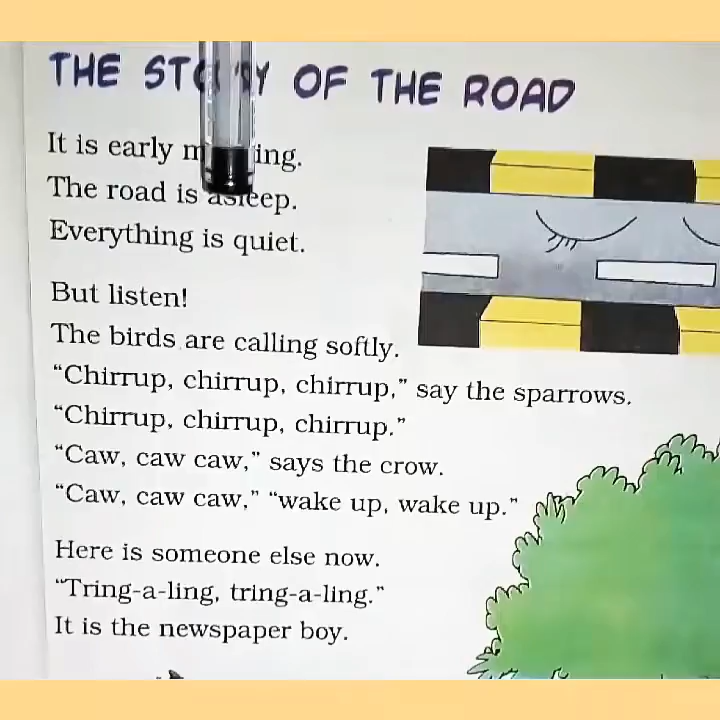 THE STORY OF THE ROAD
It is early morning.
The road is asleep.
Everything is quiet.
But listen!
The birds are calling softly.
“Chirrup, chirrup, chirrup,” say the sparrows.
“Chirrup, chirrup, chirrup.”
“Caw, caw caw,” says the crow.
“Caw, caw caw,” “wake up, wake up.”
Here is someone else now.
“Tring-a-ling, tring-a-ling.”
It is the newspaper boy.